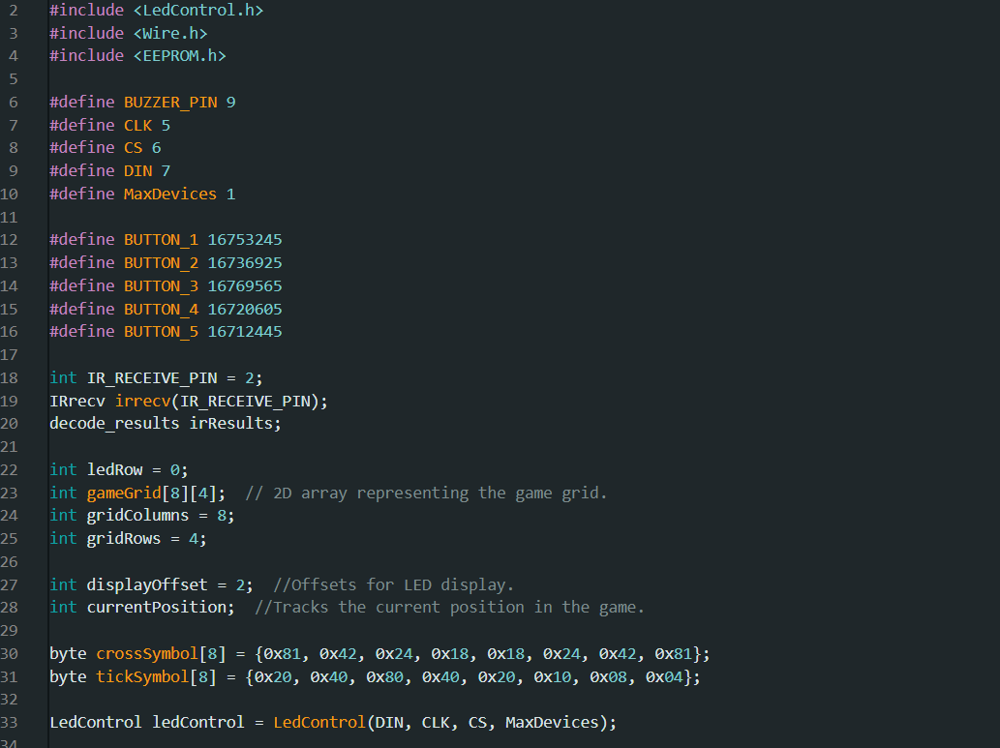 2 #include <LedControl.h>
3 #include <Wire.h>
4 #include <EEPROM.h>
5
6 #define BUZZER_PIN 9
7 #define CLK 5
8 #define CS 6
9 #define DIN 7
10 #define MaxDevices 1
11
12 #define BUTTON_1 16753245
13 #define BUTTON_2 16736925
14 #define BUTTON_3 16769565
15 #define BUTTON_4 16720605
16 #define BUTTON_5 16712445
17
18 int IR_RECEIVE_PIN = 2;
19 IRrecv irrecv(IR_RECEIVE_PIN);
20 decode_results irResults;
21
22 int ledRow = 0;
23 int gameGrid[8][4];  // 2D array representing the game grid.
24 int gridColumns = 8;
25 int gridRows = 4;
26
27 int displayOffset = 2;  //Offsets for LED display.
28 int currentPosition;  //Tracks the current position in the game.
29
30 byte crossSymbol[8] = {0x81, 0x42, 0x24, 0x18, 0x18, 0x24, 0x42, 0x81};
31 byte tickSymbol[8] = {0x20, 0x40, 0x80, 0x40, 0x20, 0x10, 0x08, 0x04};
32
33 LedControl ledControl = LedControl(DIN, CLK, CS, MaxDevices);
34